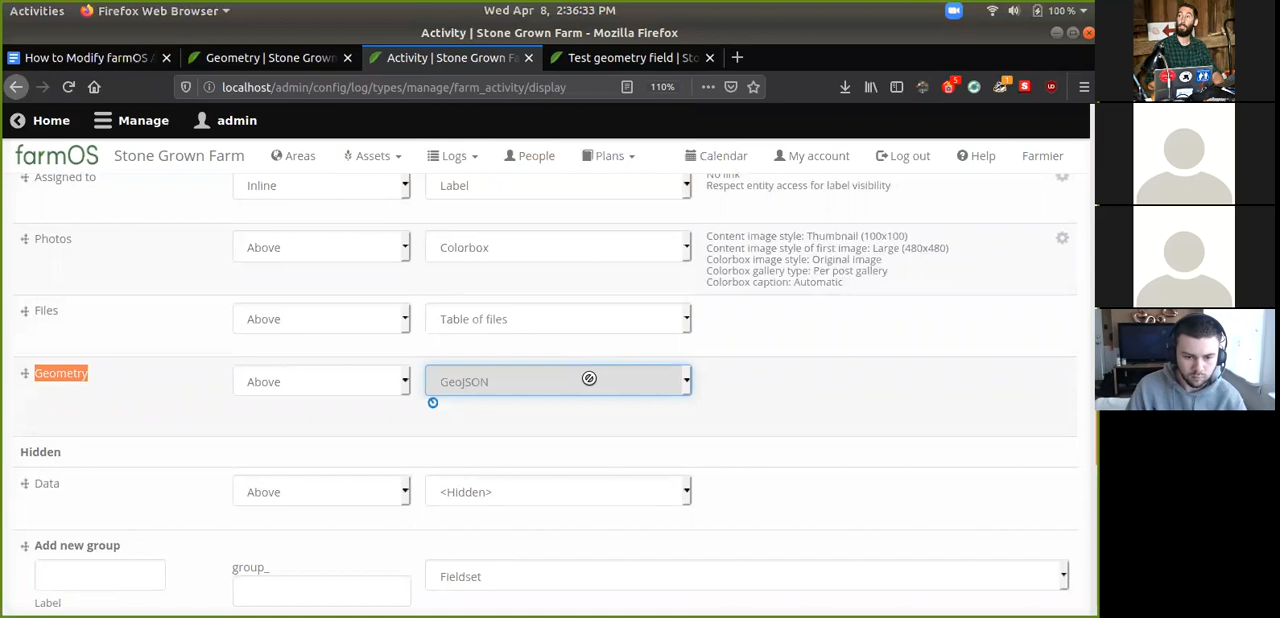 Activities Firefox Web Browser Wed Apr 8, 2:36:33 PM 100 %
Activity | Stone Grown Farm - Mozilla Firefox
How to Modify farmOS / Geometry | Stone Grown Activity | Stone Grown Fa Test geometry field | Sto
localhost/admin/config/log/types/manage/farm_activity/display 110%
Home Manage admin
farmOS Stone Grown Farm Areas Assets Logs People Plans Calendar My account Log out Help Farmier
Assigned to Inline Label No link
Respect entity access for label visibility
Photos Above Colorbox Content image style: Thumbnail (100x100)
Content image style of first image: Large (480x480)
Colorbox image style: Original image
Colorbox gallery type: Per post gallery
Colorbox caption: Automatic
Files Above Table of files
Geometry Above GeoJSON
Hidden
Data Above <Hidden>
Add new group
group_ Fieldset
Label